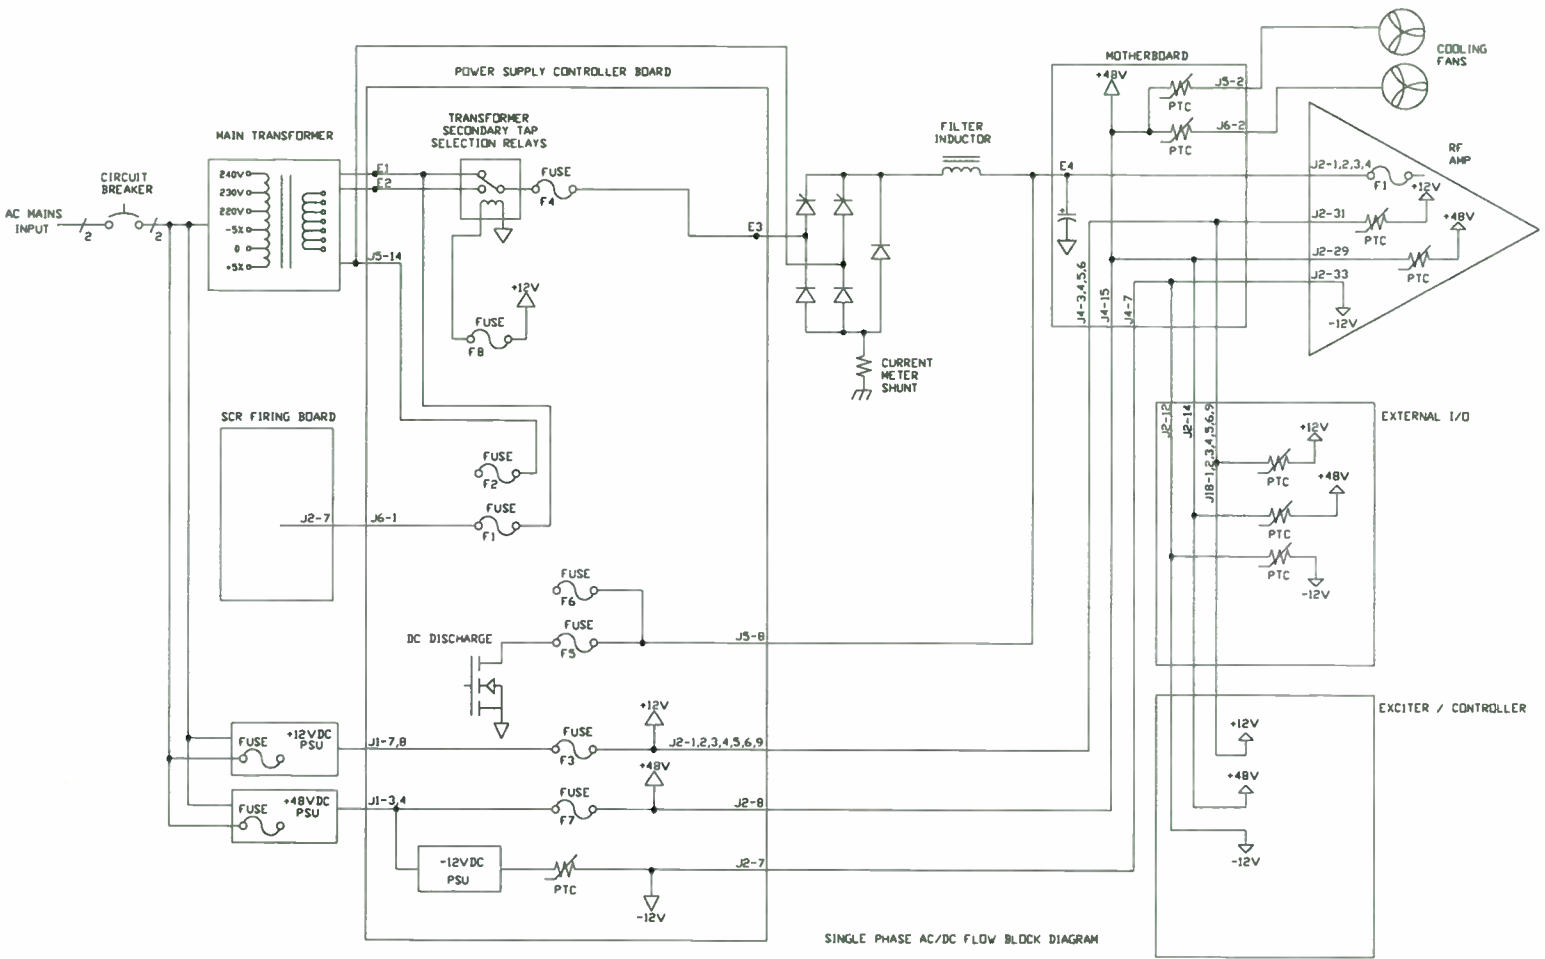 COOLING
FANS
MOTHERBOARD
+48V
J5-2
PTC
J6-2
PTC
POWER SUPPLY CONTROLLER BOARD
TRANSFORMER
SECONDARY TAP
SELECTION RELAYS
MAIN TRANSFORMER
FILTER
INDUCTOR
RF
AMP
CIRCUIT
BREAKER
AC MAINS
INPUT
2
2
240V
230V
220V
-5%
0
+5%
E1
E2
FUSE
F4
E3
E4
J2-1,2,3,4
F1
+12V
J2-31
PTC
+48V
J2-29
PTC
J2-33
-12V
J5-14
J4-3,4,5,6
J4-15
J4-7
+12V
FUSE
F8
CURRENT
METER
SHUNT
SCR FIRING BOARD
J2-7
J6-1
FUSE
F2
FUSE
F1
EXTERNAL I/O
J2-12
J2-14
J18-1,2,3,4,5,6,9
+12V
PTC
+48V
PTC
PTC
-12V
FUSE
F6
FUSE
F5
DC DISCHARGE
J5-8
EXCITER / CONTROLLER
+12V
+48V
-12V
+12VDC
PSU
FUSE
J1-7,8
FUSE
F3
+12V
J2-1,2,3,4,5,6,9
+48VDC
PSU
FUSE
J1-3,4
FUSE
F7
+48V
J2-8
-12VDC
PSU
PTC
J2-7
-12V
SINGLE PHASE AC/DC FLOW BLOCK DIAGRAM